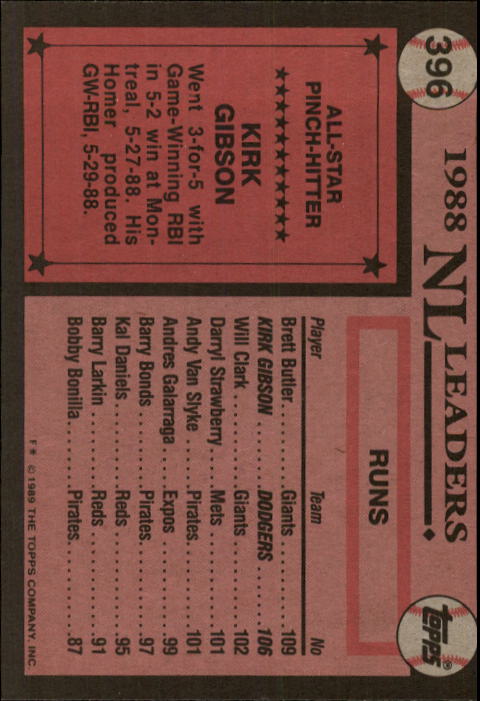 396
1988 NL LEADERS
topps®
ALL-STAR
PINCH-HITTER
★★★★★★★★★★★
KIRK
GIBSON
Went 3-for-5 with
Game-Winning RBI
in 5-2 win at Mon-
treal, 5-27-88. His
Homer produced
GW-RBI, 5-29-88.
RUNS
Player Team No
Brett Butler........Giants......109
KIRK GIBSON.......DODGERS....106
Will Clark.........Giants......102
Darryl Strawberry....Mets.......101
Andy Van Slyke.....Pirates......101
Andres Galarraga....Expos.......99
Barry Bonds........Pirates......97
Kal Daniels........Reds........95
Barry Larkin........Reds........91
Bobby Bonilla.......Pirates......87
F* © 1989 THE TOPPS COMPANY, INC.